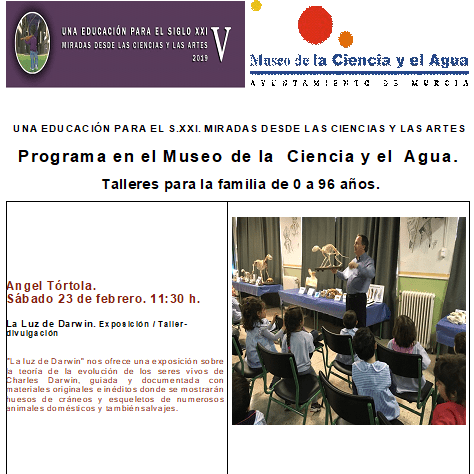 UNA EDUCACIÓN PARA EL SIGLO XXI
MIRADAS DESDE LAS CIENCIAS Y LAS ARTES
2019
V
Museo de la Ciencia y el Agua
AYUNTAMIENTO DE MURCIA
UNA EDUCACIÓN PARA EL S.XXI. MIRADAS DESDE LAS CIENCIAS Y LAS ARTES
Programa en el Museo de la Ciencia y el Agua.
Talleres para la familia de 0 a 96 años.
Angel Tórtola.
Sábado 23 de febrero. 11:30 h.
La Luz de Darwin. Exposición / Taller-
divulgación
"La luz de Darwin" nos ofrece una exposición sobre
la teoría de la evolución de los seres vivos de
Charles Darwin, guiada y documentada con
materiales originales e inéditos donde se mostrarán
huesos de cráneos y esqueletos de numerosos
animales domésticos y tambiénsalvajes.